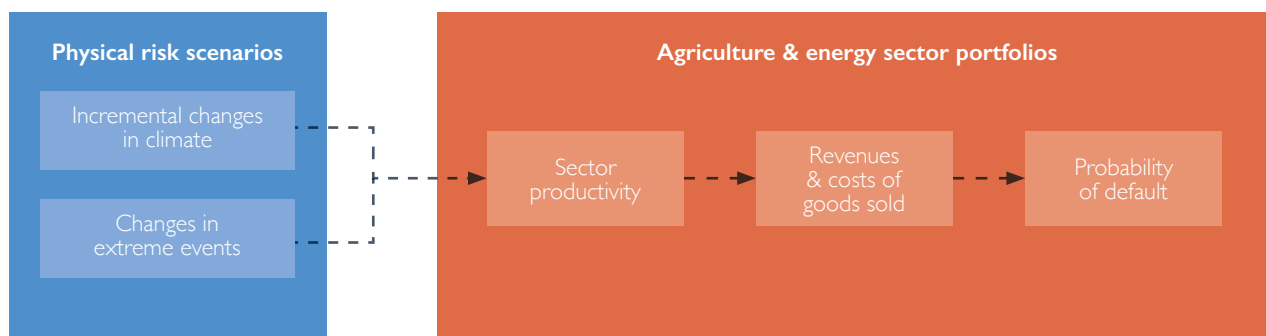 Physical risk scenarios
Incremental changes
in climate
Changes in
extreme events
Agriculture & energy sector portfolios
Sector
productivity
Revenues
& costs of
goods sold
Probability
of default